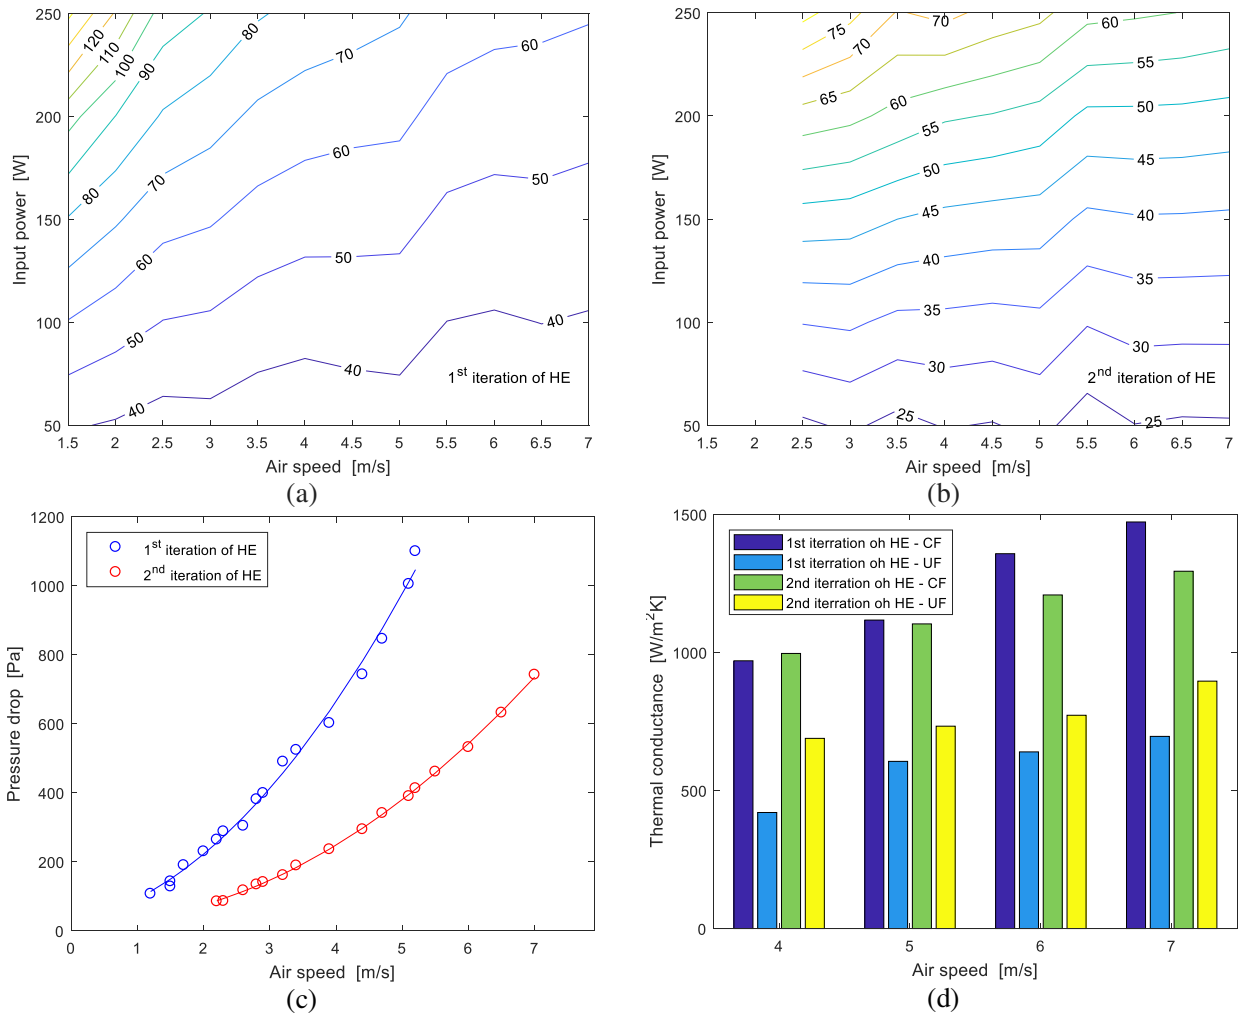 250
200
150
100
50
Input power [W]
120
110
100
90
80
70
60
80
70
60
50
60
50
50
40
40
40
1st iteration of HE
1.5 2 2.5 3 3.5 4 4.5 5 5.5 6 6.5 7
Air speed [m/s]
(a)
250
200
150
100
50
Input power [W]
75
70
70
65
60
60
55
55
50
50
45
45
40
40
35
35
30
30
25
25
2nd iteration of HE
1.5 2 2.5 3 3.5 4 4.5 5 5.5 6 6.5 7
Air speed [m/s]
(b)
1200
1000
800
600
400
200
0
Pressure drop [Pa]
1st iteration of HE
2nd iteration of HE
0 1 2 3 4 5 6 7
Air speed [m/s]
(c)
1500
1000
500
0
Thermal conductance [W/m2K]
1st iterration oh HE - CF
1st iterration oh HE - UF
2nd iterration oh HE - CF
2nd iterration oh HE - UF
4 5 6 7
Air speed [m/s]
(d)